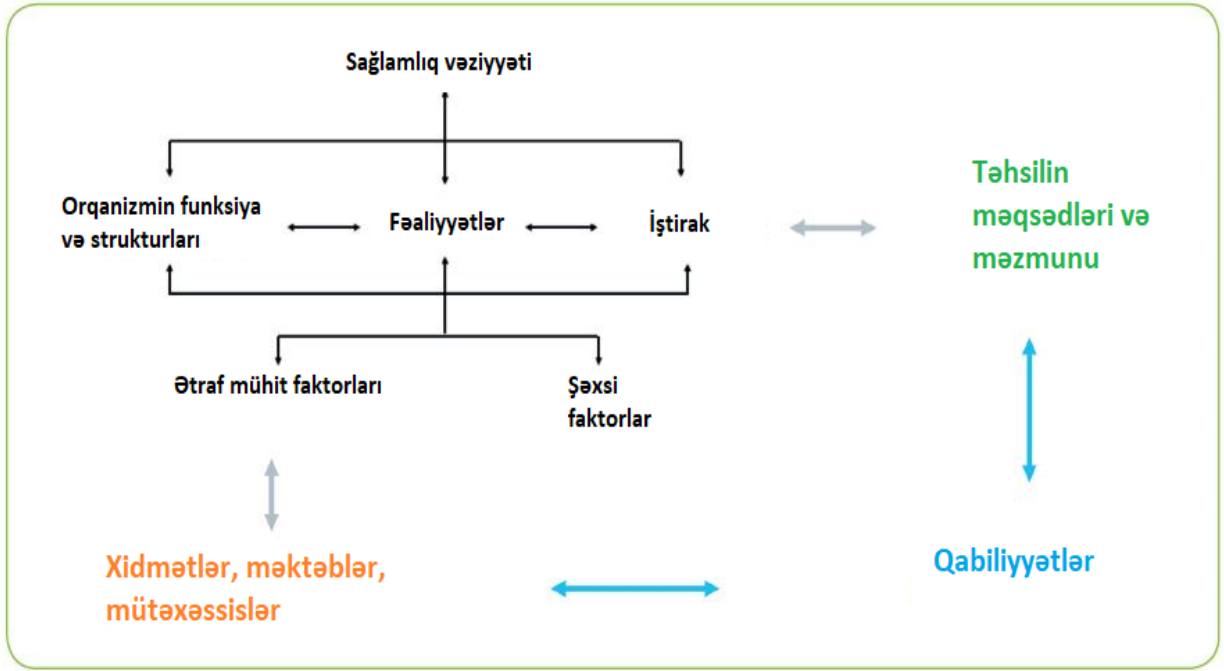 Sağlamlıq vəziyyəti
Orqanizmin funksiya
və strukturları
Fəaliyyətlər
İştirak
Təhsilin
məqsədləri və
məzmunu
Ətraf mühit faktorları
Şəxsi
faktorlar
Xidmətlər, məktəblər,
mütəxəssislər
Qabiliyyətlər